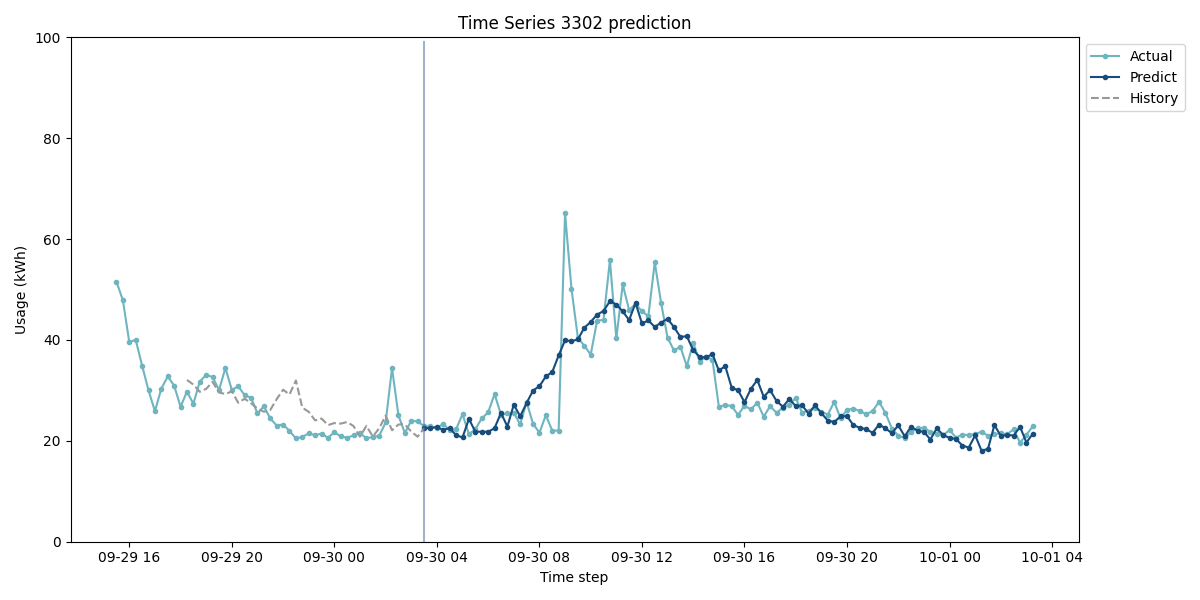 Time Series 3302 prediction
100
80
60
40
20
0
Usage (kWh)
09-29 16
09-29 20
09-30 00
09-30 04
09-30 08
09-30 12
09-30 16
09-30 20
10-01 00
10-01 04
Time step
Actual
Predict
History